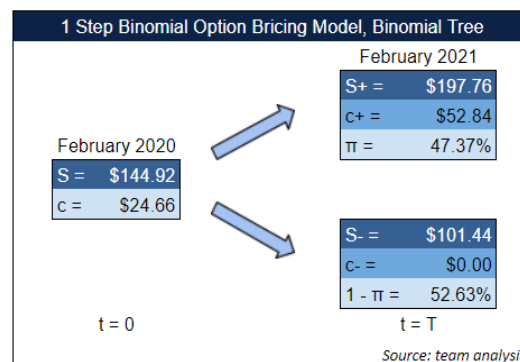 1 Step Binomial Option Bricing Model, Binomial Tree
February 2021
S+ = $197.76
c+ = $52.84
π = 47.37%
February 2020
S = $144.92
c = $24.66
S- = $101.44
c- = $0.00
1 - π = 52.63%
t = 0 t = T
Source: team analysi